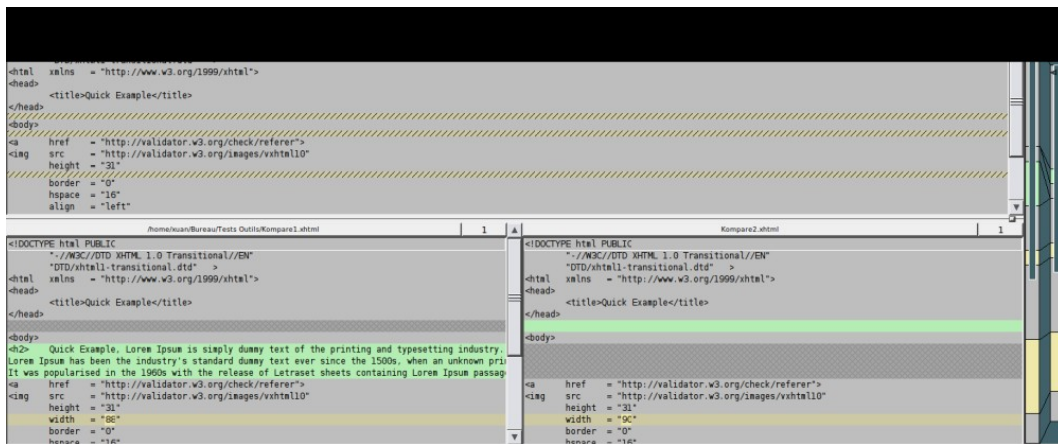 <html xmlns = "http://www.w3.org/1999/xhtml">
<head>
<title>Quick Example</title>
</head>
<body>
<a href = "http://validator.w3.org/check/referer">
<img src = "http://validator.w3.org/images/vxhtml10"
height = "31"
border = "0"
hspace = "16"
align = "left"
/home/xuan/Bureau/Tests Outils/Kompare1.xhtml 1
<!DOCTYPE html PUBLIC
"-//W3C//DTD XHTML 1.0 Transitional//EN"
"DTD/xhtml1-transitional.dtd" >
<html xmlns = "http://www.w3.org/1999/xhtml">
<head>
<title>Quick Example</title>
</head>
<body>
<h2> Quick Example, Lorem Ipsum is simply dummy text of the printing and typesetting industry.
Lorem Ipsum has been the industry's standard dummy text ever since the 1500s, when an unknown
It was popularised in the 1960s with the release of Letraset sheets containing Lorem Ipsum passag
<a href = "http://validator.w3.org/check/referer">
<img src = "http://validator.w3.org/images/vxhtml10"
height = "31"
width = "88"
border = "0"
hspace = "16"
Kompare2.xhtml 1
<!DOCTYPE html PUBLIC
"-//W3C//DTD XHTML 1.0 Transitional//EN"
"DTD/xhtml1-transitional.dtd" >
<html xmlns = "http://www.w3.org/1999/xhtml">
<head>
<title>Quick Example</title>
</head>
<body>
<a href = "http://validator.w3.org/check/referer">
<img src = "http://validator.w3.org/images/vxhtml10"
height = "31"
width = "90"
border = "0"
hspace = "16"